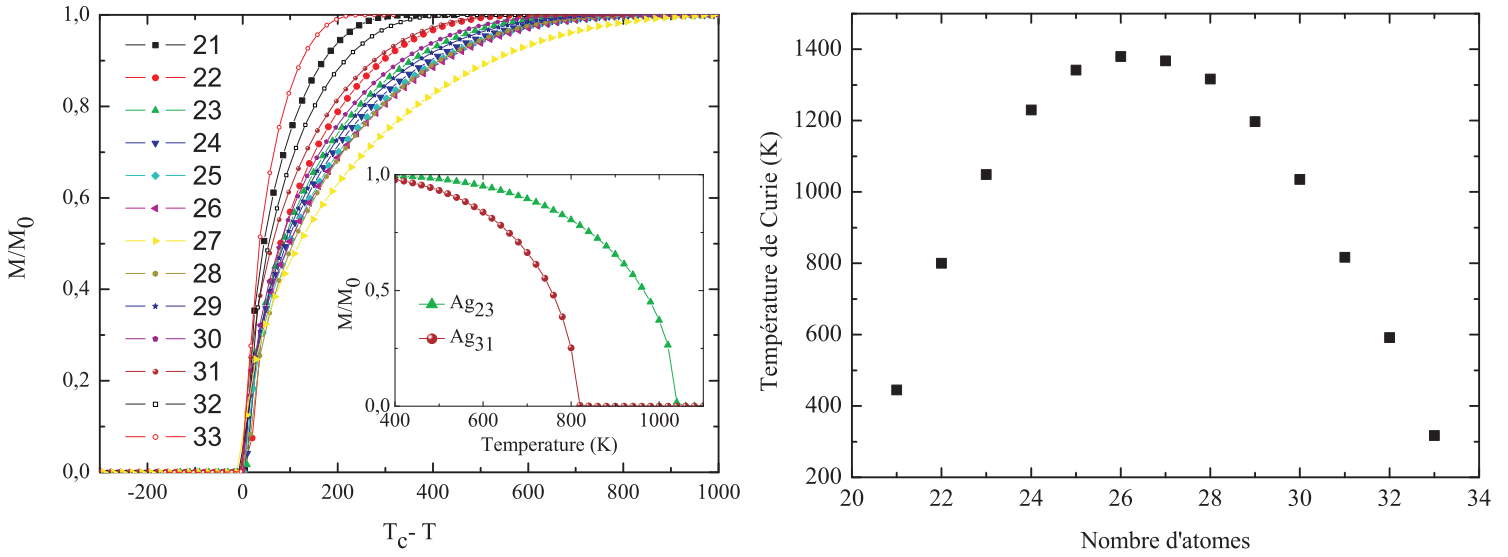 M/M0
1,0
0,8
0,6
0,4
0,2
0,0
21
22
23
24
25
26
27
28
29
30
31
32
33
-200 0 200 400 600 800 1000
Tc- T
M/M0
1,0
0,5
0,0
Ag23
Ag31
400 600 800 1000
Temperature (K)
Température de Curie (K)
1400
1200
1000
800
600
400
200
20 22 24 26 28 30 32 34
Nombre d'atomes